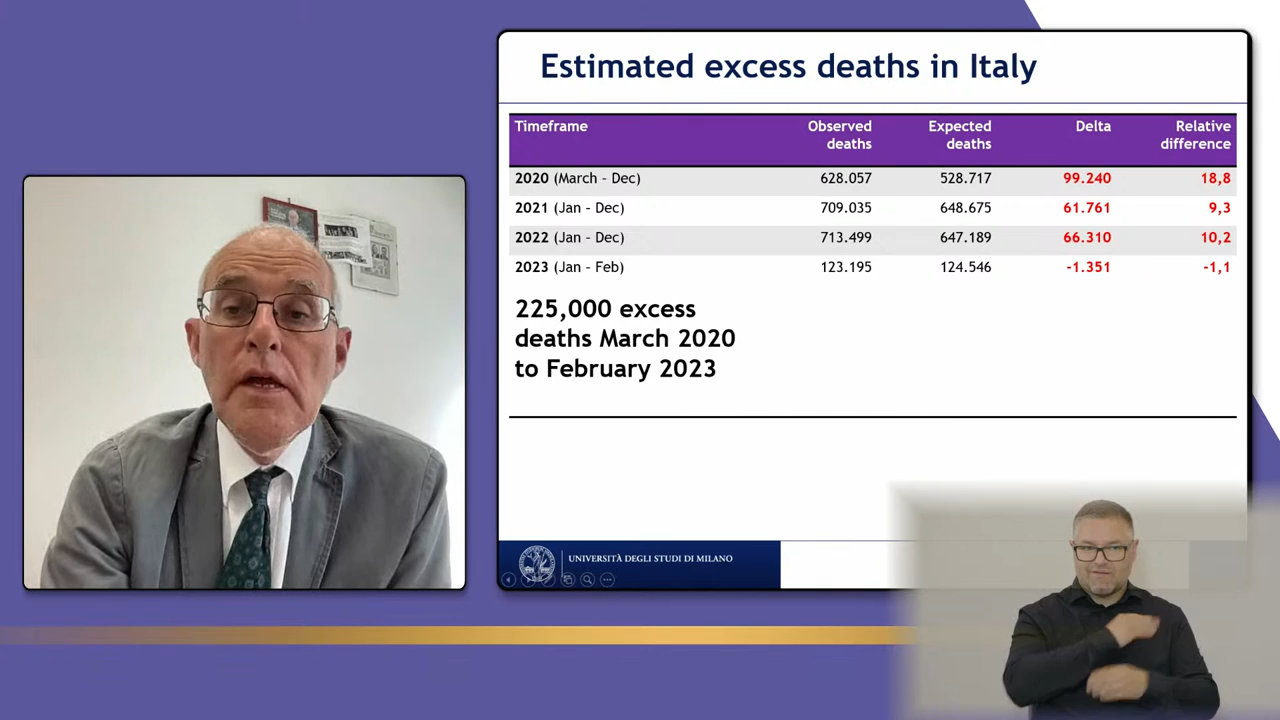 Estimated excess deaths in Italy
Timeframe Observed deaths Expected deaths Delta Relative difference
2020 (March - Dec) 628.057 528.717 99.240 18,8
2021 (Jan - Dec) 709.035 648.675 61.761 9,3
2022 (Jan - Dec) 713.499 647.189 66.310 10,2
2023 (Jan - Feb) 123.195 124.546 -1.351 -1,1
225,000 excess
deaths March 2020
to February 2023
UNIVERSITÀ DEGLI STUDI DI MILANO